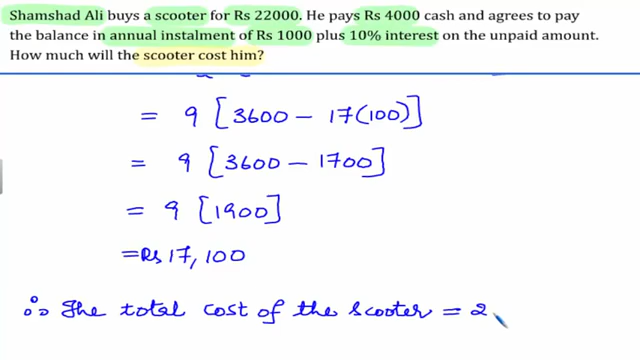 Shamshad Ali buys a scooter for Rs 22000. He pays Rs 4000 cash and agrees to pay
the balance in annual instalment of Rs 1000 plus 10% interest on the unpaid amount.
How much will the scooter cost him?
= 9 [3600 - 17(100)]
= 9 [3600 - 1700]
= 9 [1900]
= Rs 17,100
∴ The total cost of the scooter = 2